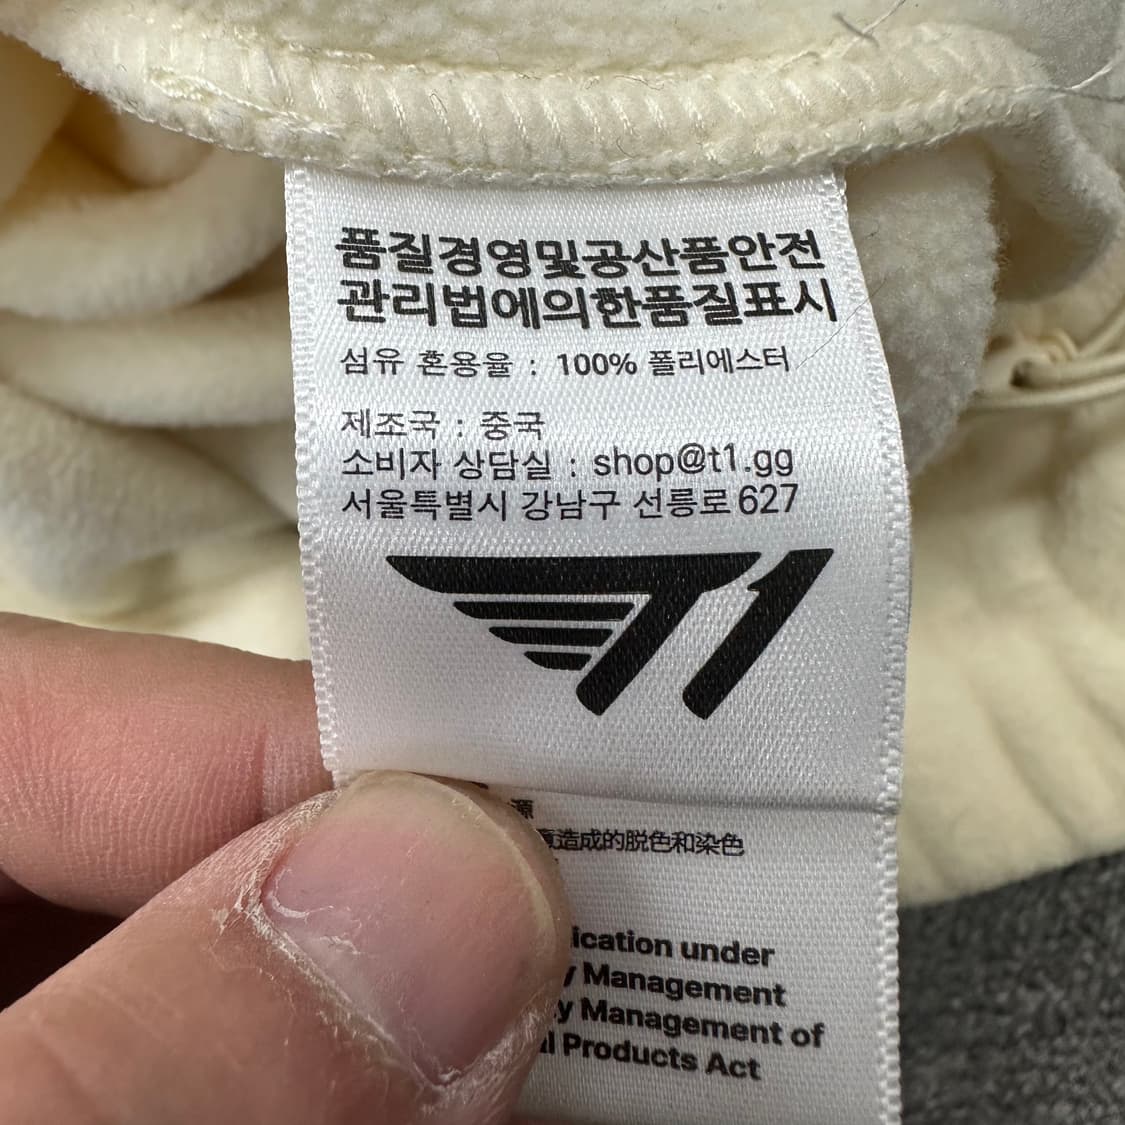 품질경영및공산품안전
관리법에의한품질표시
섬유 혼용율 : 100% 폴리에스터
제조국 : 중국
소비자 상담실 : shop@t1.gg
서울특별시 강남구 선릉로 627
T1
源
造成的脱色和染色
ication under
y Management
y Management of
l Products Act